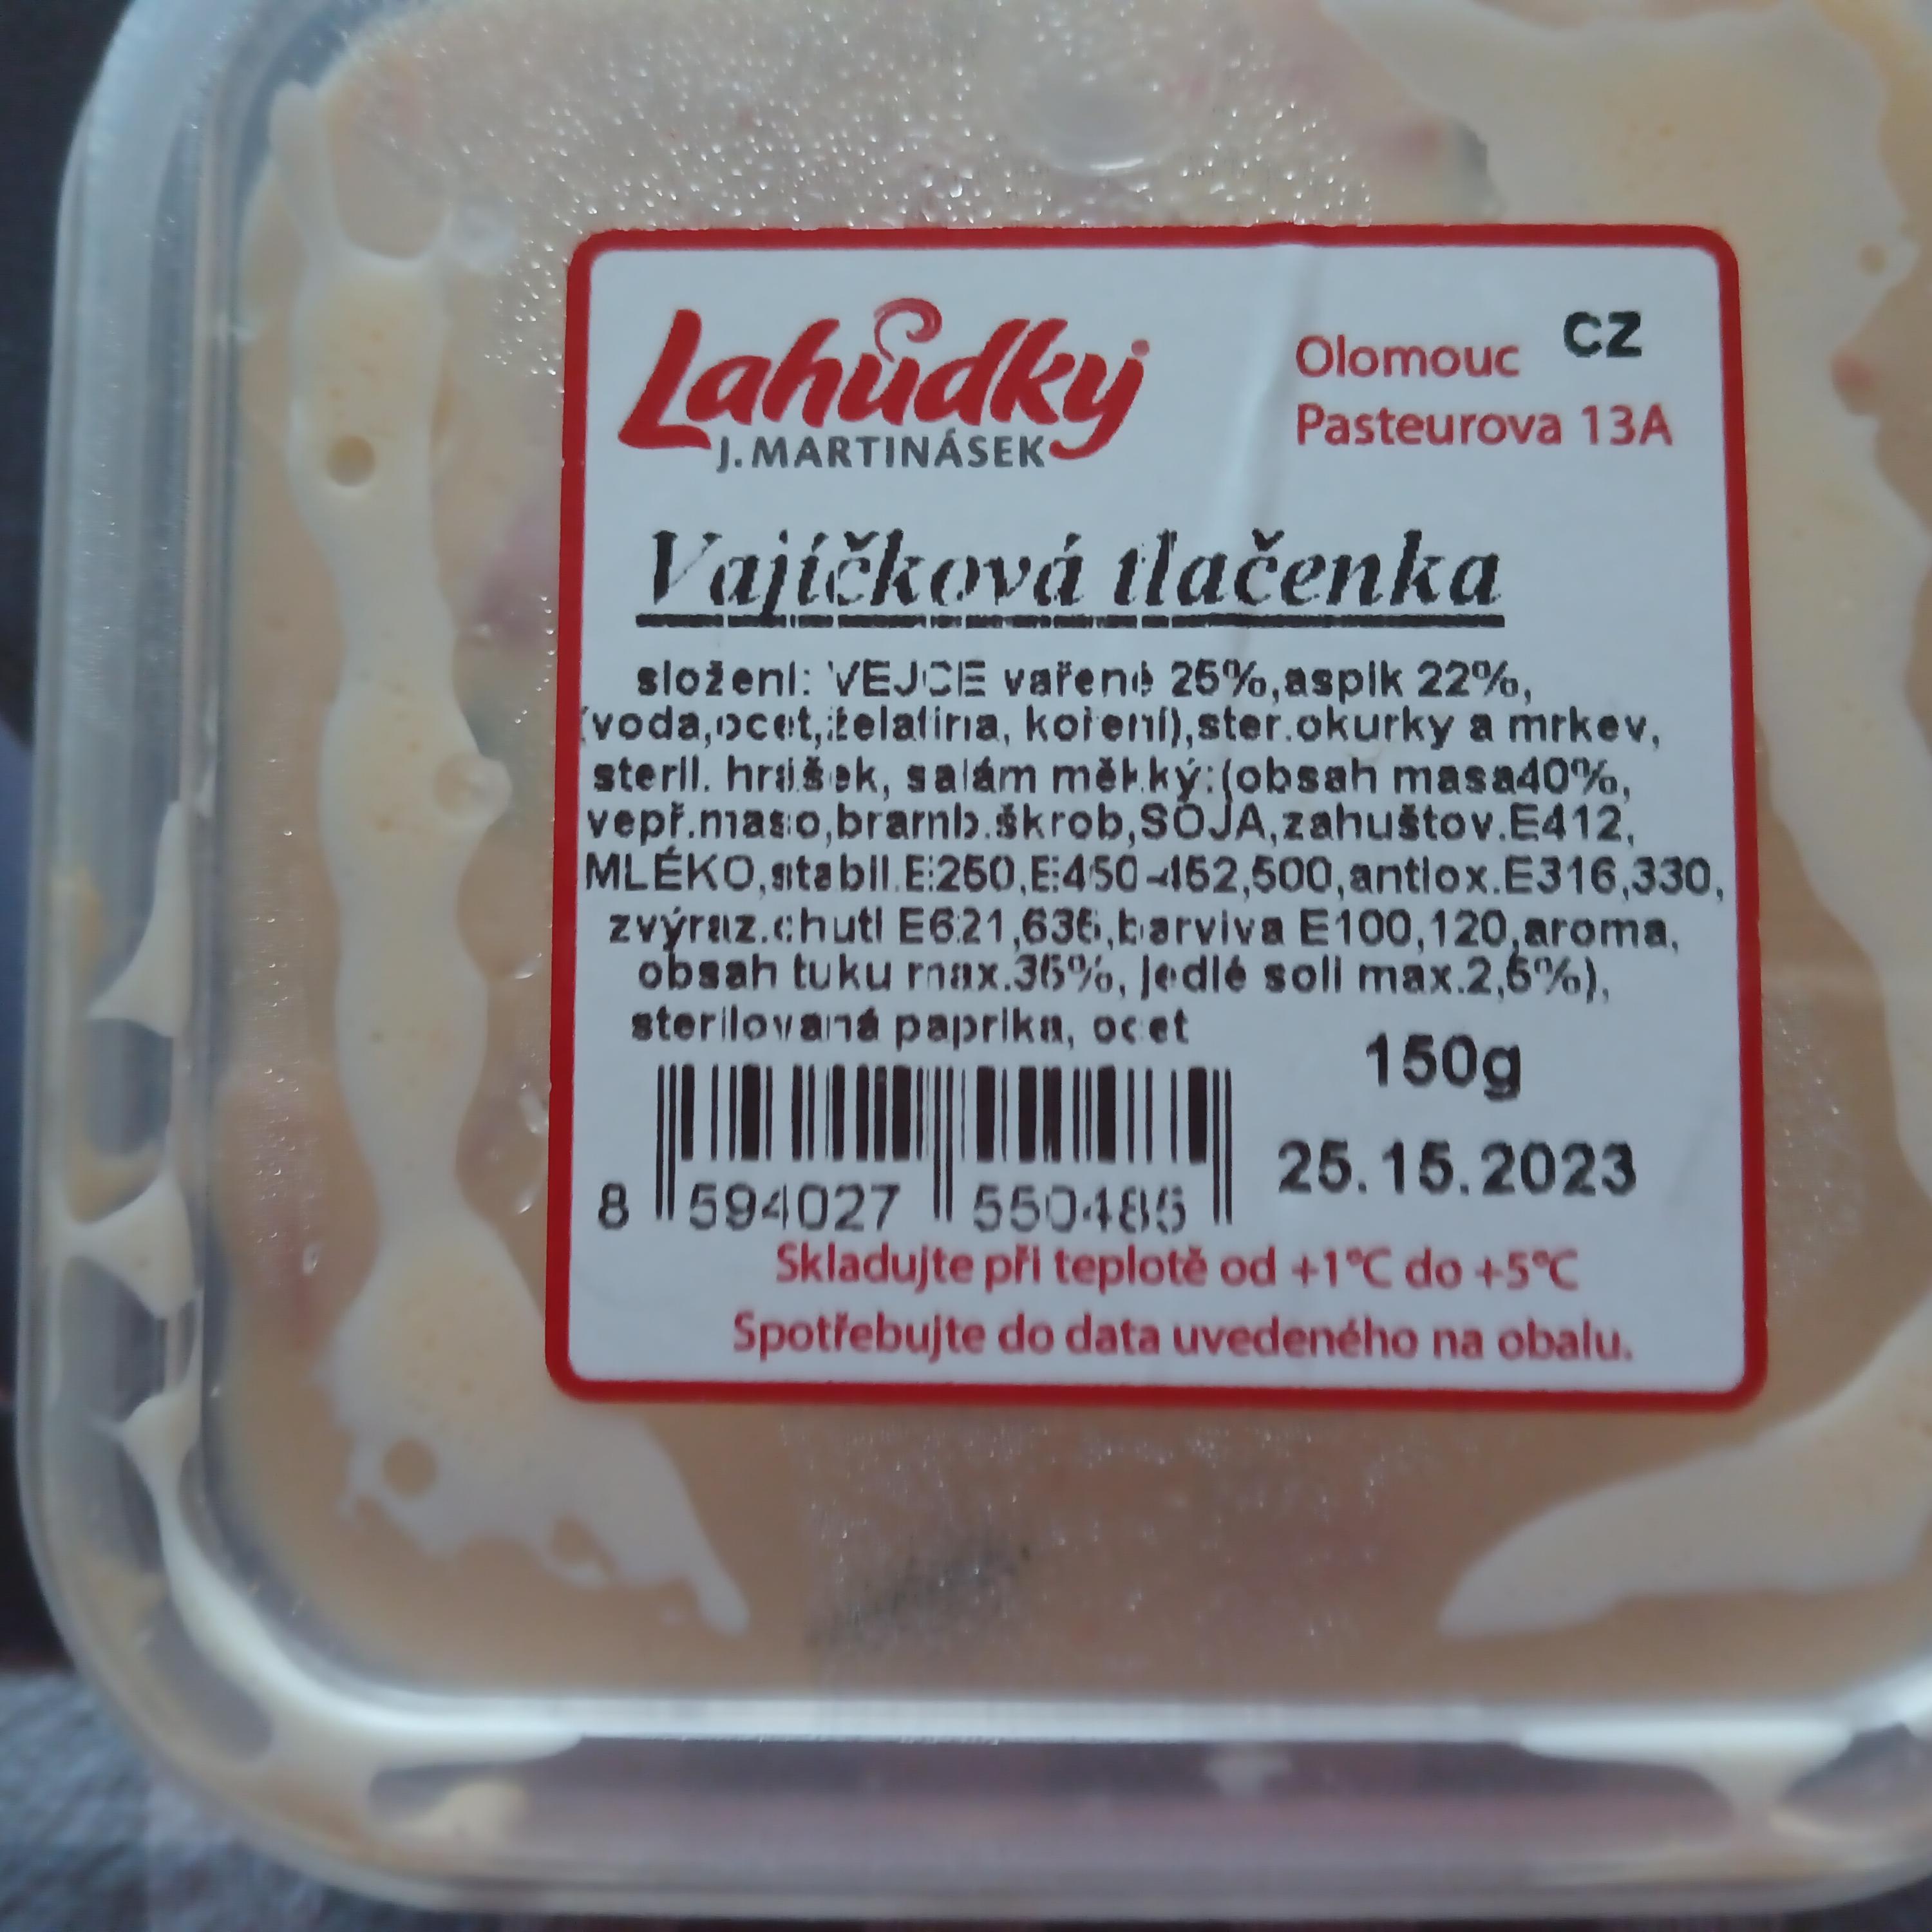 Lahůdky
J. MARTINÁSEK
Olomouc CZ
Pasteurova 13A
Vajíčková tlačenka
složení: VEJCE vařené 25%,aspik 22%,
(voda,ocet,želatina, koření),ster.okurky a mrkev,
steril. hrášek, salám měkký:(obsah masa40%,
vepř.maso,bramb.škrob,SOJA,zahuštov.E412,
MLÉKO,stabil.E250,E450-452,500,antiox.E316,330,
zvýraz.chuti E621,635,barviva E100,120,aroma,
obsah tuku max.35%, jedlé soli max.2,5%),
sterilovaná paprika, ocet
150g
25.15.2023
8 594027 550486
Skladujte při teplotě od +1°C do +5°C
Spotřebujte do data uvedeného na obalu.